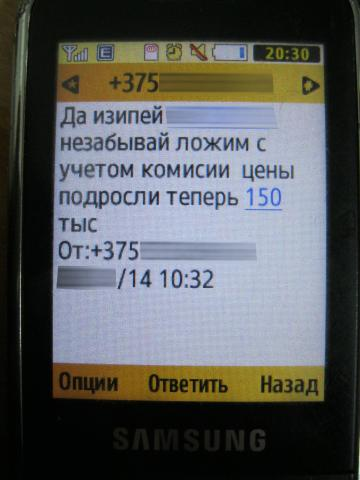 20:30
+375
Да изипей
незабывай ложим с
учетом комисии цены
подросли теперь 150
тыс
От:+375
/14 10:32
Опции Ответить Назад
SAMSUNG